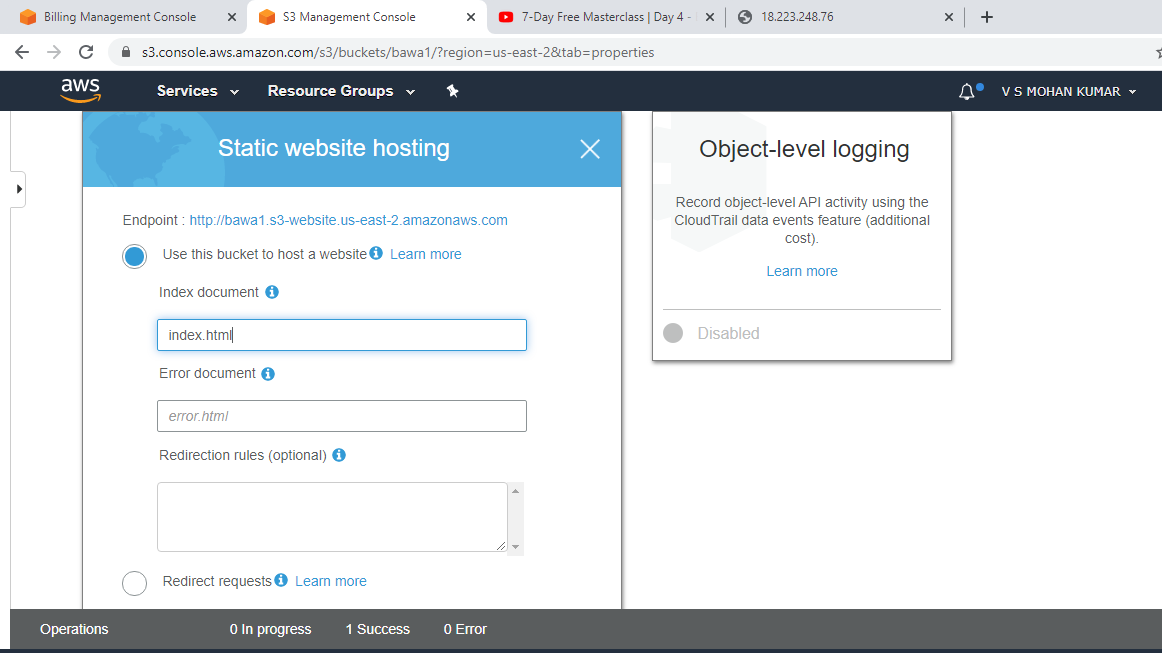 Billing Management Console
S3 Management Console
7-Day Free Masterclass | Day 4 -
18.223.248.76
s3.console.aws.amazon.com/s3/buckets/bawa1/?region=us-east-2&tab=properties
aws
Services
Resource Groups
V S MOHAN KUMAR
Static website hosting
Endpoint : http://bawa1.s3-website.us-east-2.amazonaws.com
Use this bucket to host a website Learn more
Index document
index.html
Error document
error.html
Redirection rules (optional)
Redirect requests Learn more
Object-level logging
Record object-level API activity using the
CloudTrail data events feature (additional
cost).
Learn more
Disabled
Operations
0 In progress
1 Success
0 Error